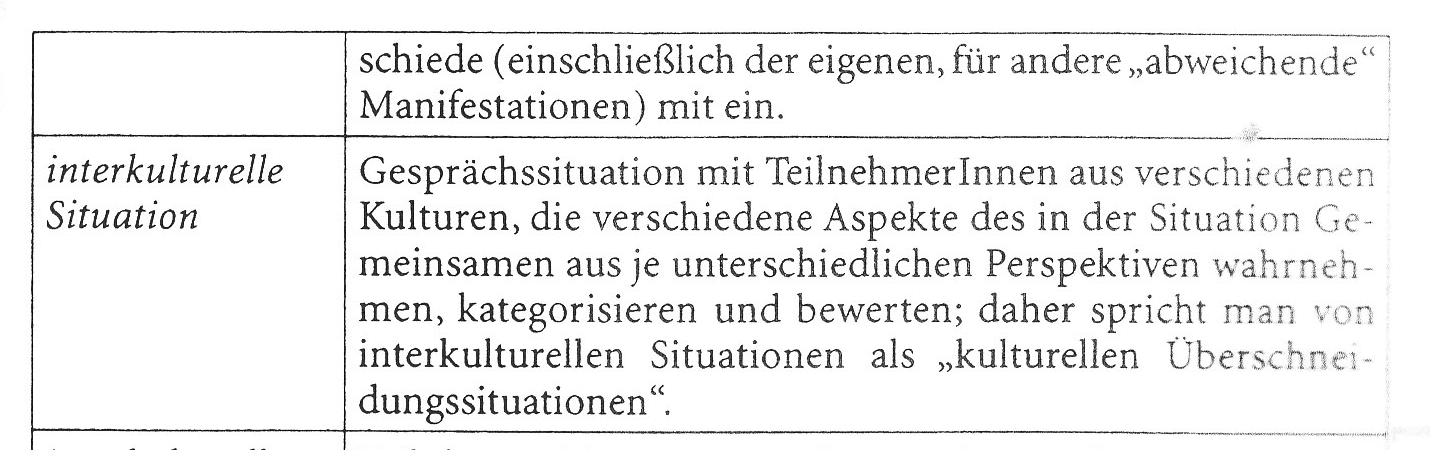 schiede (einschließlich der eigenen, für andere „abweichende“
Manifestationen) mit ein.
interkulturelle
Situation
Gesprächssituation mit TeilnehmerInnen aus verschiedenen
Kulturen, die verschiedene Aspekte des in der Situation Ge-
meinsamen aus je unterschiedlichen Perspektiven wahrneh-
men, kategorisieren und bewerten; daher spricht man von
interkulturellen Situationen als „kulturellen Überschnei-
dungssituationen“.